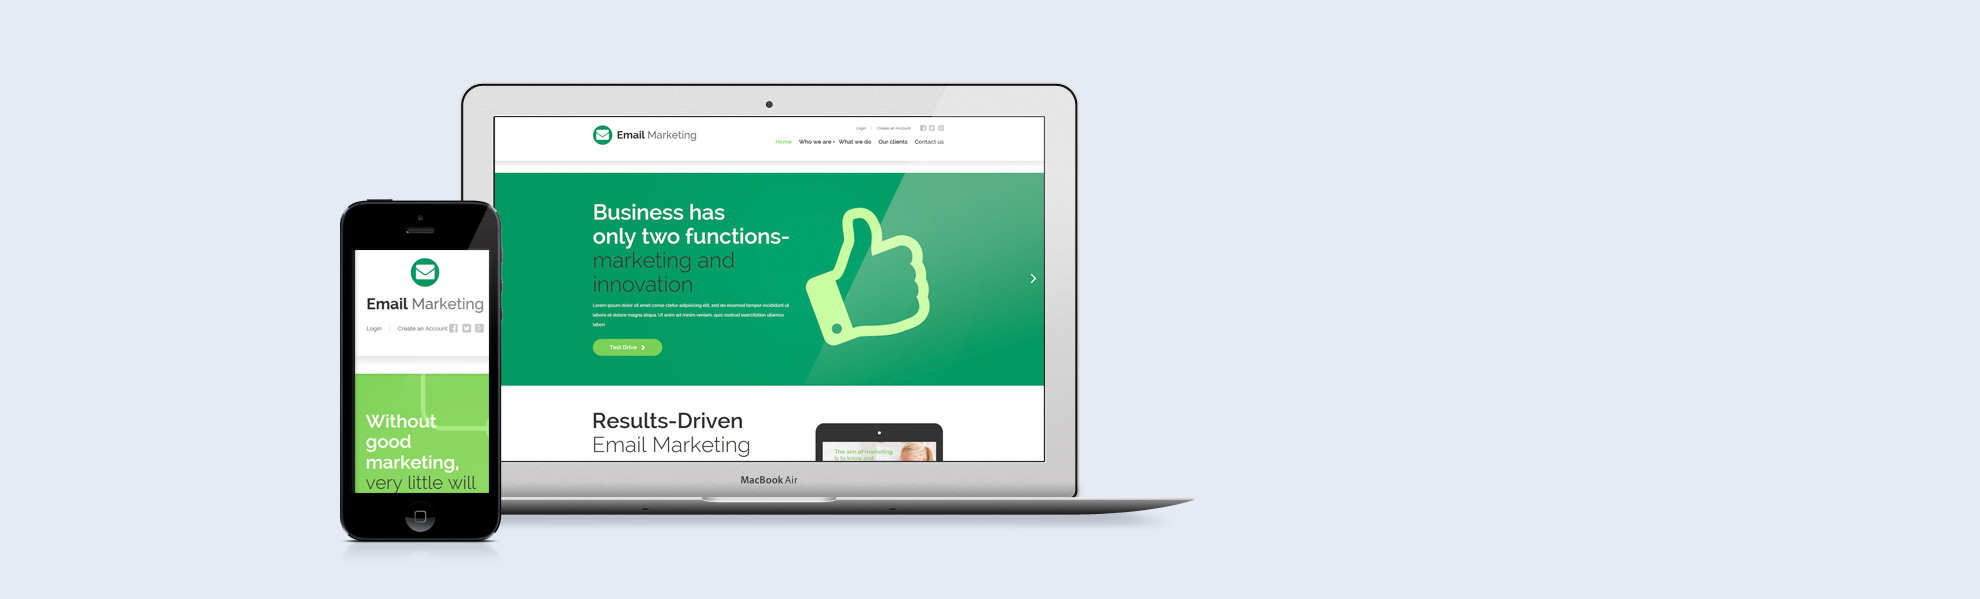 Email Marketing
Login
Create an Account
Home
Who we are
What we do
Our clients
Contact us
Business has
only two functions-
marketing and
innovation
Lorem ipsum dolor sit amet conse ctetur adipisicing elit, sed do eiusmod tempor incididunt ut
labore et dolore magna aliqua. Ut enim ad minim veniam, quis nostrud exercitation ullamco
labori.
Test Drive
Results-Driven
Email Marketing
The aim of marketing
is to know and
MacBook Air
Email Marketing
Login
Create an Account
Without
good
marketing,
very little will